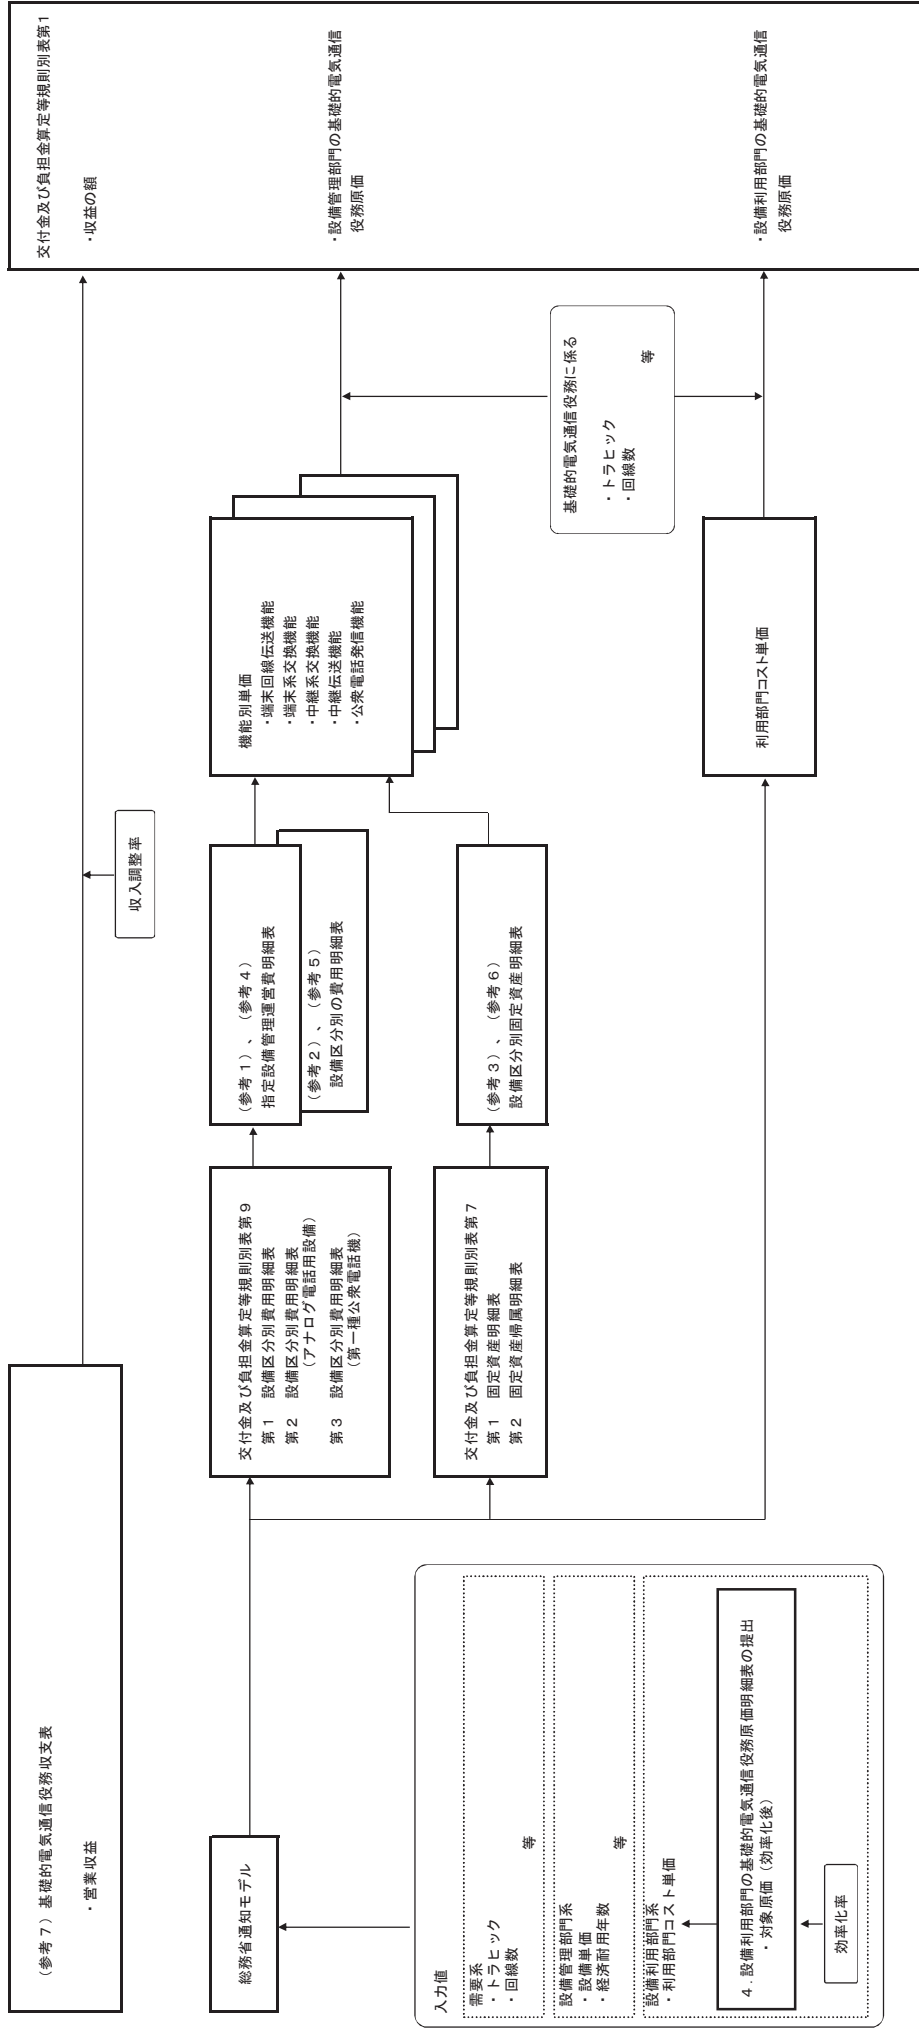 （参考７）基礎的電気通信役務収支表
・営業収益
収入調整率
交付金及び負担金算定等規則別表第１
・収益の額
・設備管理部門の基礎的電気通信
役務原価
・設備利用部門の基礎的電気通信
役務原価
総務省通知モデル
交付金及び負担金算定等規則別表第９
第１　設備区分別費用明細表
第２　設備区分別費用明細表
（アナログ電話用設備）
第３　設備区分別費用明細表
（第一種公衆電話機）
（参考１）、（参考４）
指定設備管理運営費明細表
（参考２）、（参考５）
設備区分別の費用明細表
機能別単価
・端末回線伝送機能
・端末系交換機能
・中継系交換機能
・中継伝送機能
・公衆電話発信機能
交付金及び負担金算定等規則別表第７
第１　固定資産明細表
第２　固定資産帰属明細表
（参考３）、（参考６）
設備区分別固定資産明細表
基礎的電気通信役務に係る
・トラヒック
・回線数
等
利用部門コスト単価
入力値
需要系
・トラヒック
・回線数
等
設備管理部門系
・設備単価
・経済耐用年数
等
設備利用部門系
・利用部門コスト単価
４．設備利用部門の基礎的電気通信役務原価明細表の提出
・対象原価（効率化後）
効率化率